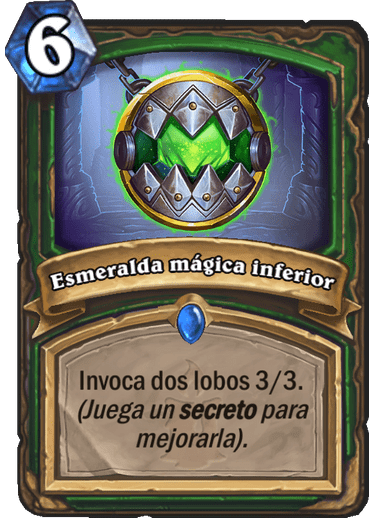 6
Esmeralda mágica inferior
Invoca dos lobos 3/3.
(Juega un secreto para
mejorarla).